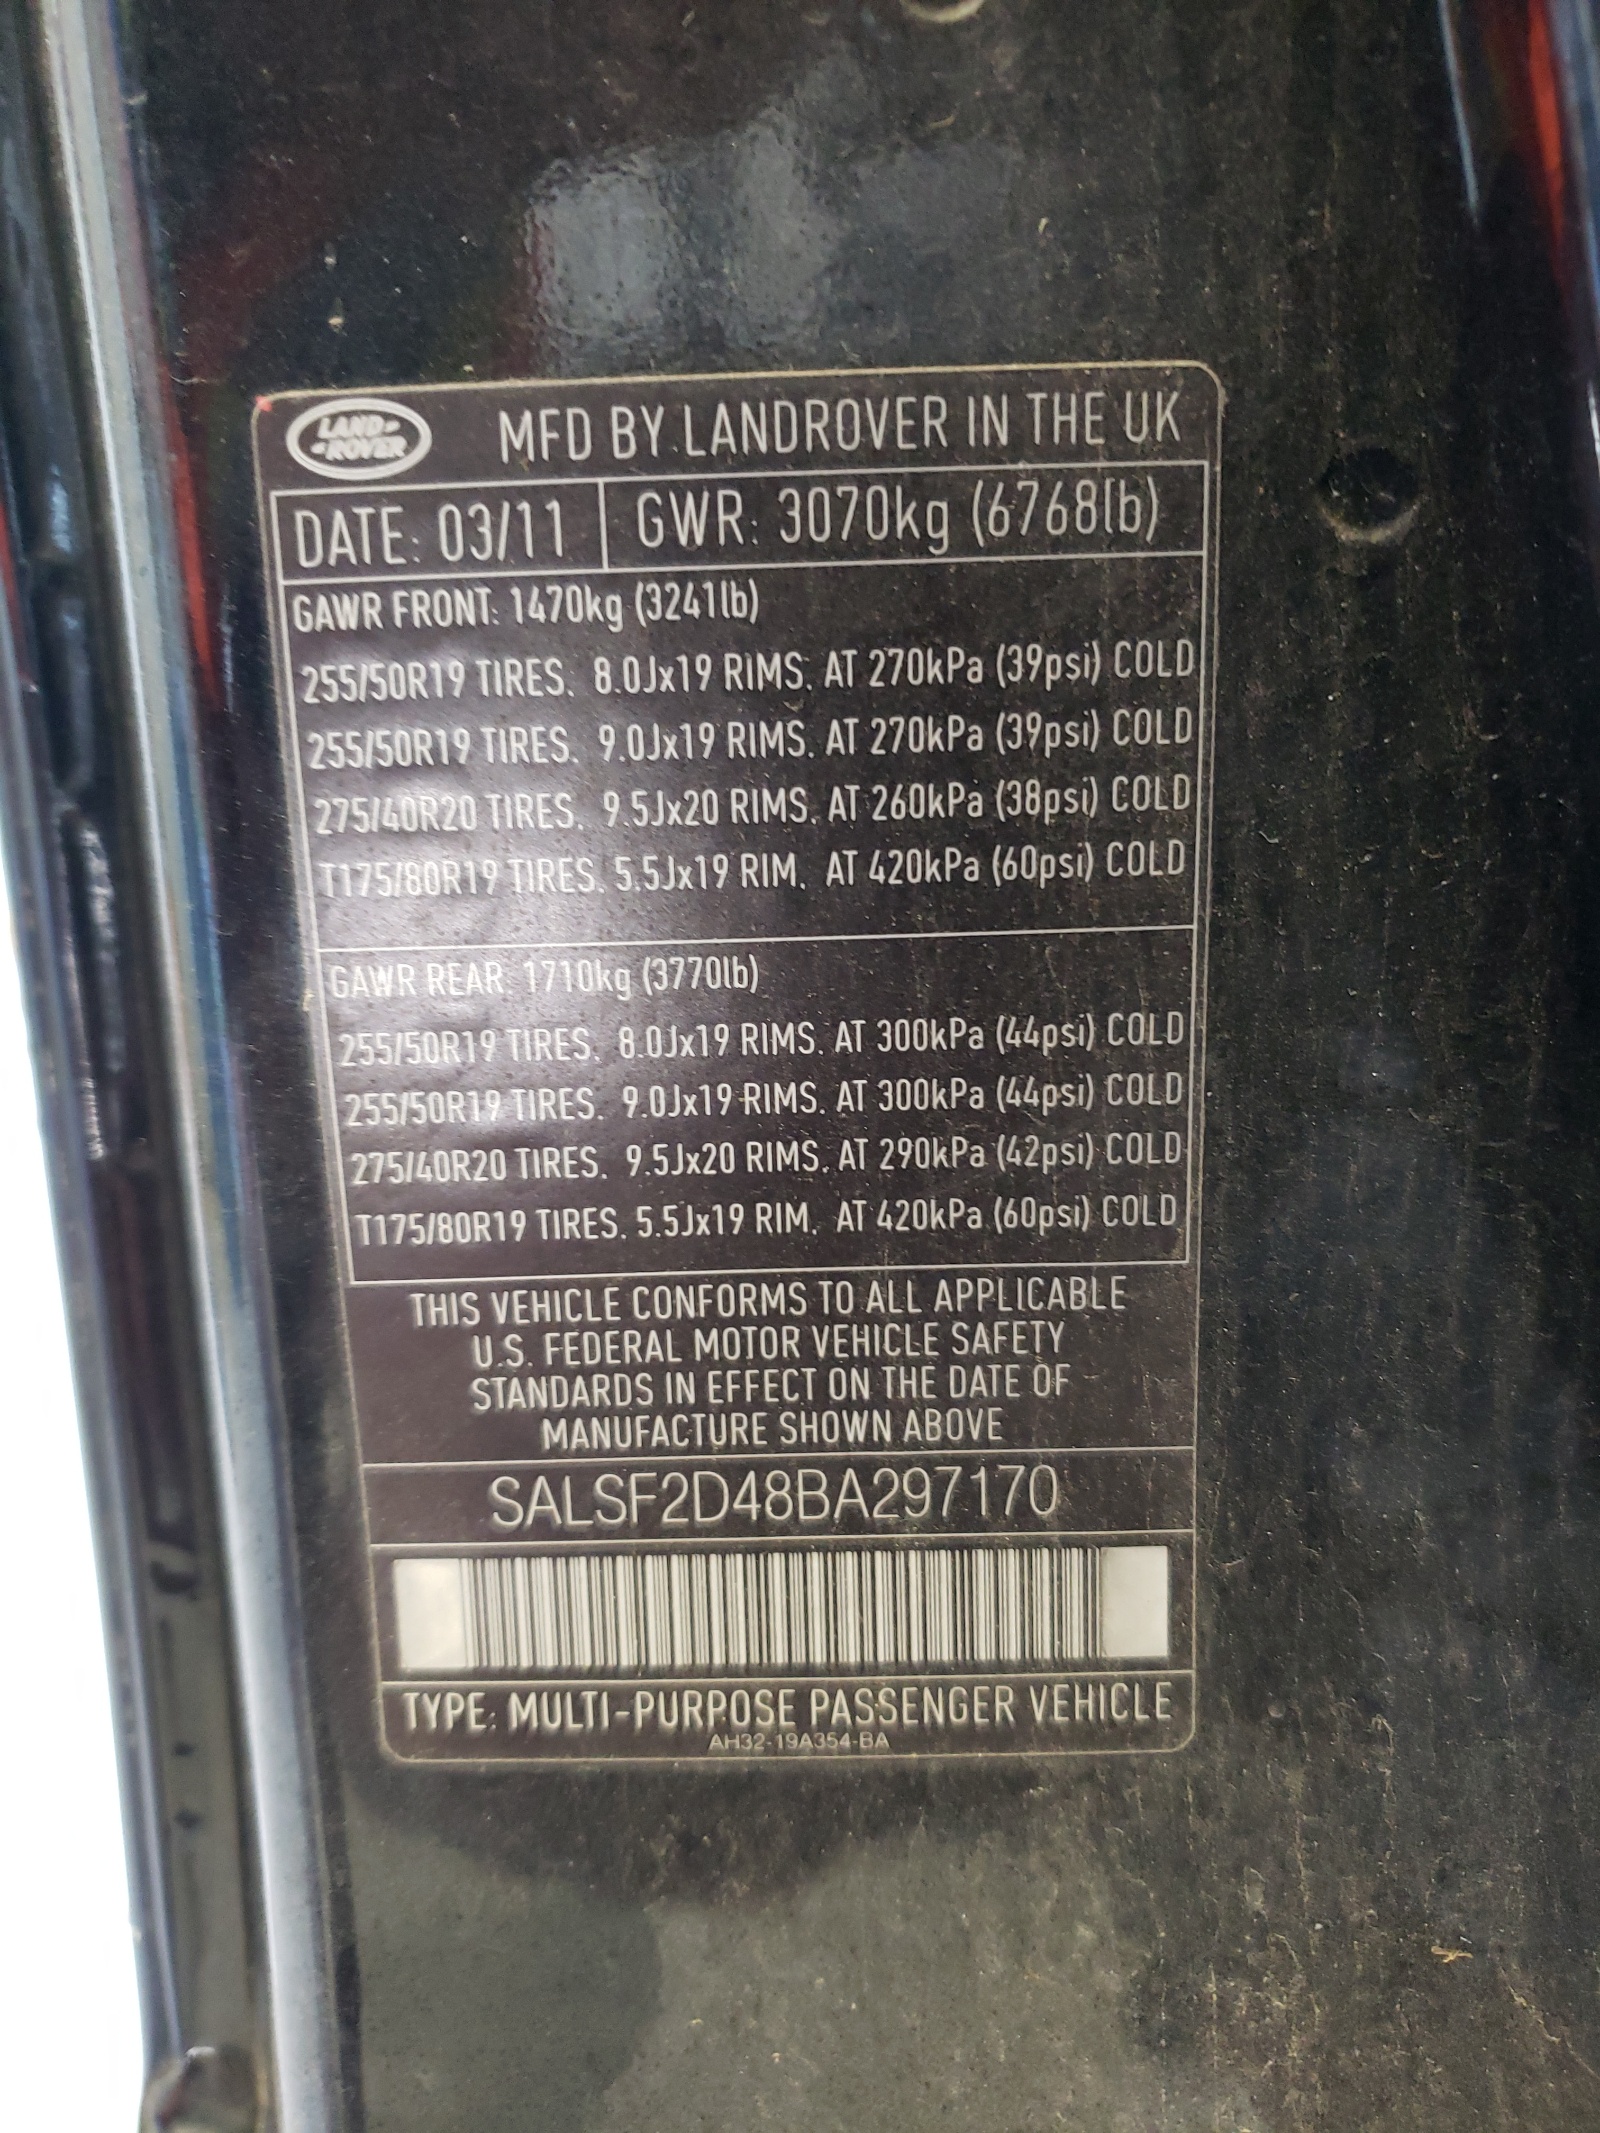 LAND-
-ROVER
MFD BY LANDROVER IN THE UK
DATE: 03/11 GWR: 3070kg (6768lb)
GAWR FRONT: 1470kg (3241lb)
255/50R19 TIRES. 8.0Jx19 RIMS. AT 270kPa (39psi) COLD
255/50R19 TIRES. 9.0Jx19 RIMS. AT 270kPa (39psi) COLD
275/40R20 TIRES. 9.5Jx20 RIMS. AT 260kPa (38psi) COLD
T175/80R19 TIRES. 5.5Jx19 RIM. AT 420kPa (60psi) COLD
GAWR REAR: 1710kg (3770lb)
255/50R19 TIRES. 8.0Jx19 RIMS. AT 300kPa (44psi) COLD
255/50R19 TIRES. 9.0Jx19 RIMS. AT 300kPa (44psi) COLD
275/40R20 TIRES. 9.5Jx20 RIMS. AT 290kPa (42psi) COLD
T175/80R19 TIRES. 5.5Jx19 RIM. AT 420kPa (60psi) COLD
THIS VEHICLE CONFORMS TO ALL APPLICABLE
U.S. FEDERAL MOTOR VEHICLE SAFETY
STANDARDS IN EFFECT ON THE DATE OF
MANUFACTURE SHOWN ABOVE
SALSF2D48BA297170
TYPE: MULTI-PURPOSE PASSENGER VEHICLE
AH32-19A354-BA